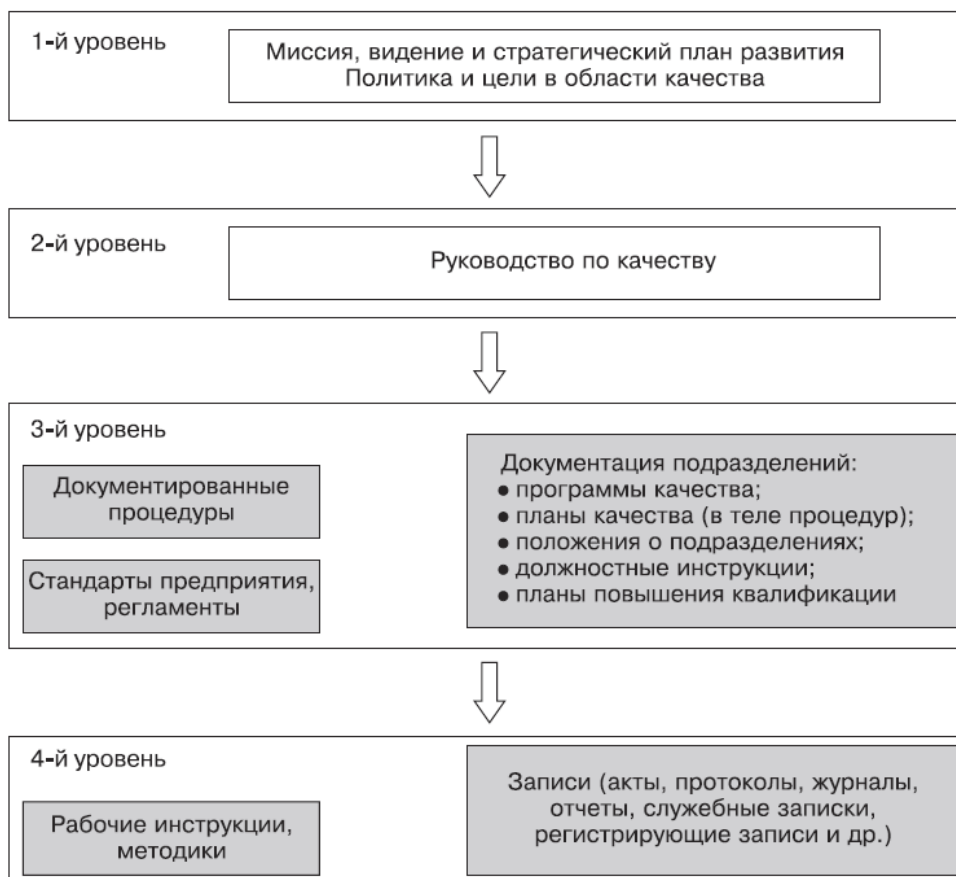 1-й уровень
Миссия, видение и стратегический план развития
Политика и цели в области качества
2-й уровень
Руководство по качеству
3-й уровень
Документированные
процедуры
Стандарты предприятия,
регламенты
Документация подразделений:
● программы качества;
● планы качества (в теле процедур);
● положения о подразделениях;
● должностные инструкции;
● планы повышения квалификации
4-й уровень
Рабочие инструкции,
методики
Записи (акты, протоколы, журналы,
отчеты, служебные записки,
регистрирующие записи и др.)